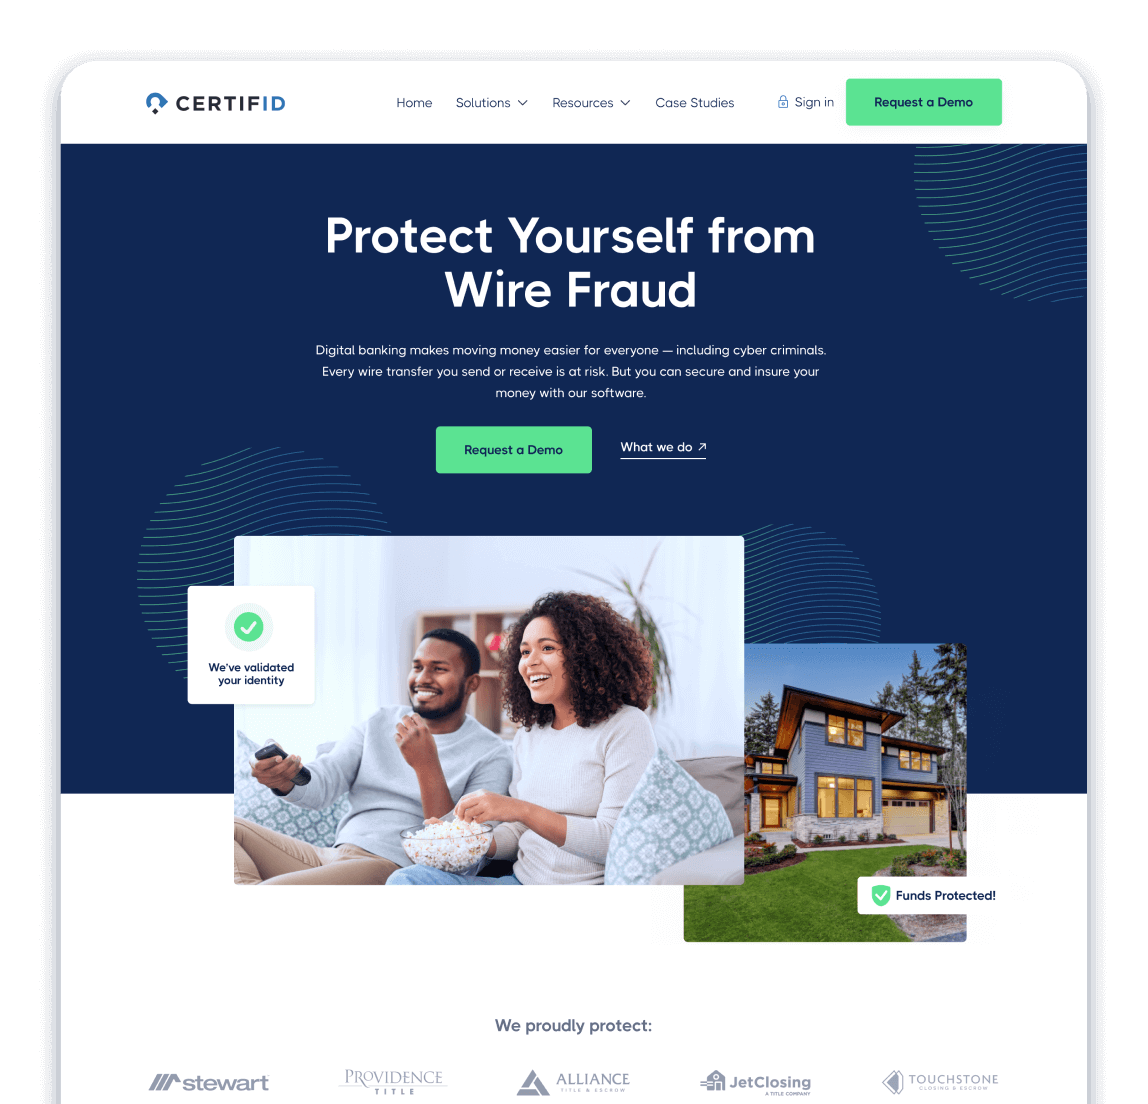 CERTIFID
Home
Solutions
Resources
Case Studies
Sign in
Request a Demo
Protect Yourself from
Wire Fraud
Digital banking makes moving money easier for everyone — including cyber criminals.
Every wire transfer you send or receive is at risk. But you can secure and insure your
money with our software.
Request a Demo
What we do
We've validated
your identity
Funds Protected!
We proudly protect:
stewart
PROVIDENCE
TITLE
ALLIANCE
TITLE & ESCROW
JetClosing
A TITLE COMPANY
TOUCHSTONE
CLOSING & ESCROW